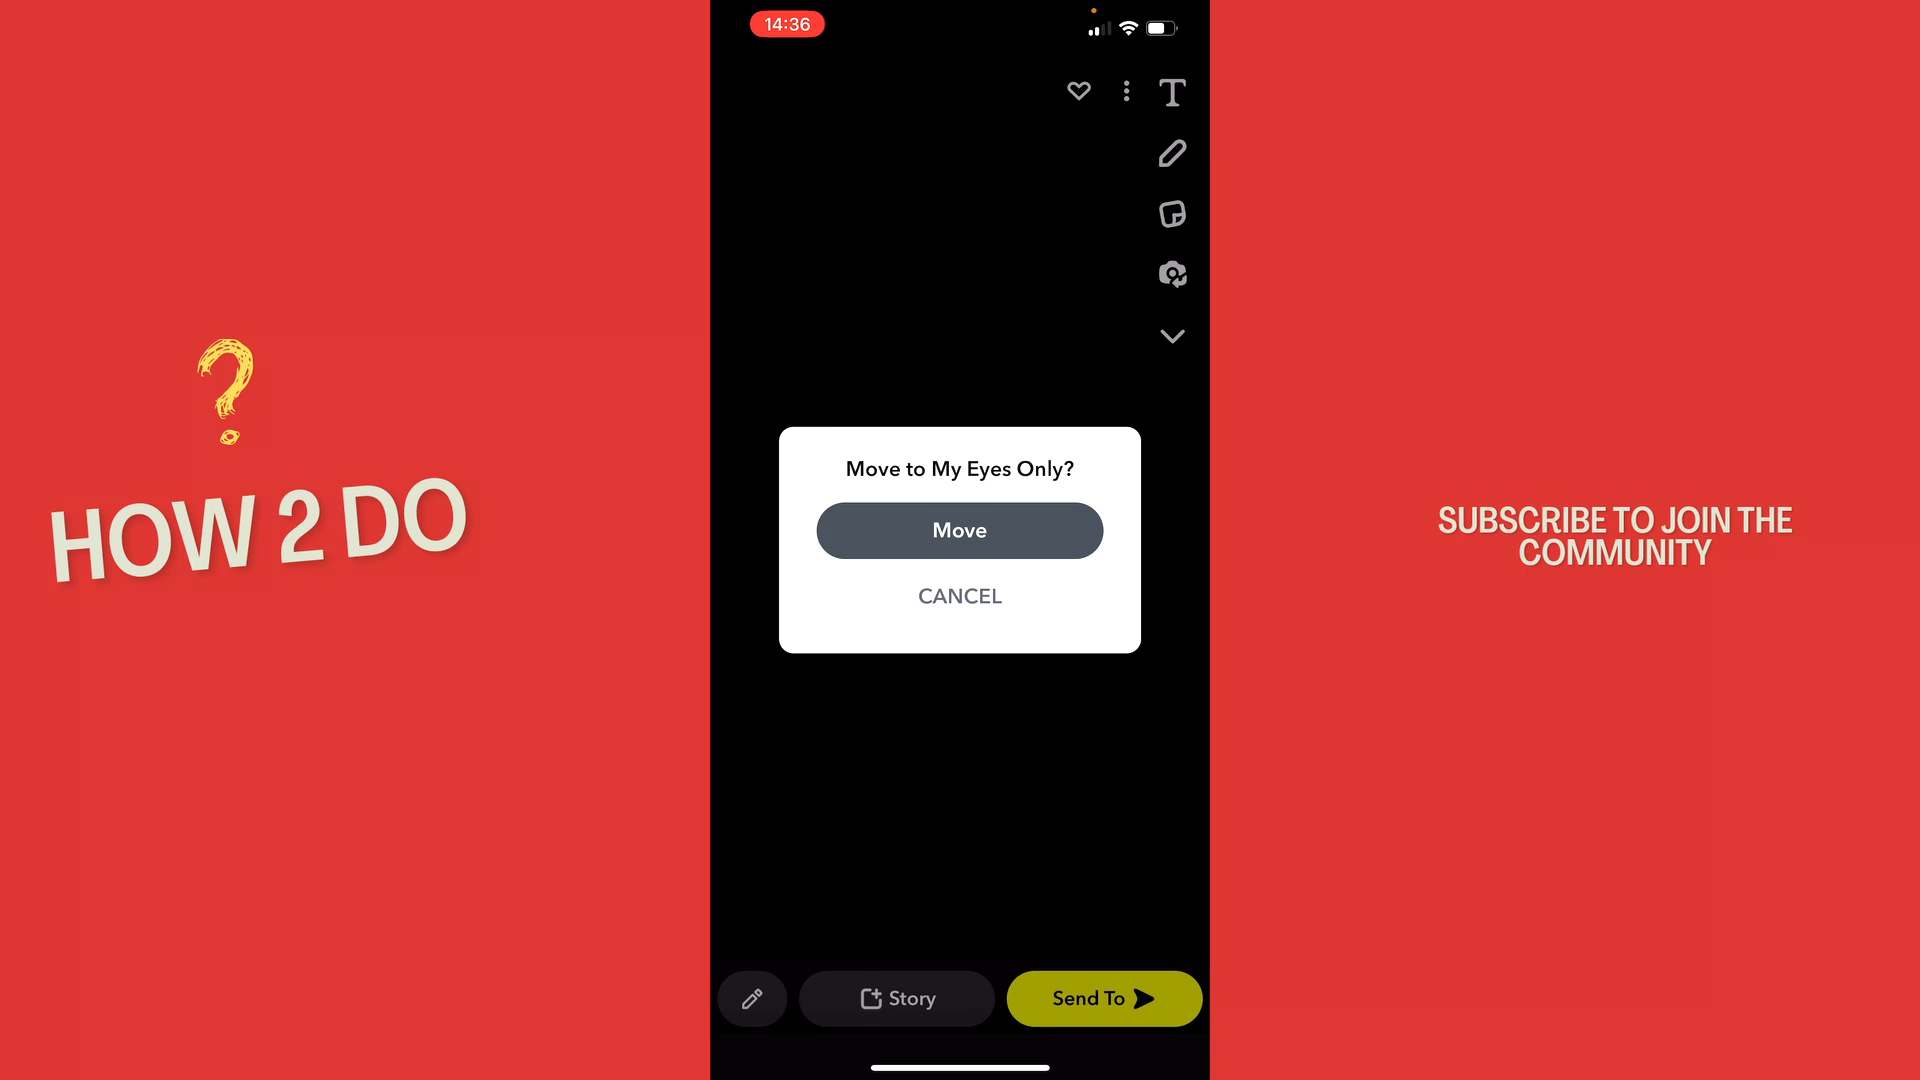 14:36
T
?
HOW 2 DO
Move to My Eyes Only?
Move
CANCEL
SUBSCRIBE TO JOIN THE
COMMUNITY
Story
Send To